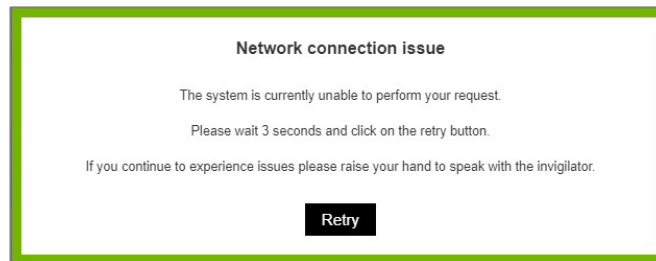 Network connection issue
The system is currently unable to perform your request.
Please wait 3 seconds and click on the retry button.
If you continue to experience issues please raise your hand to speak with the invigilator.
Retry